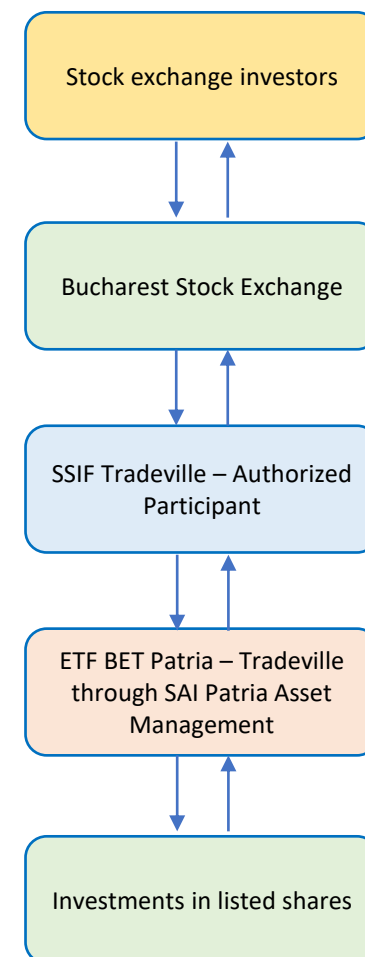 Stock exchange investors
Bucharest Stock Exchange
SSIF Tradeville – Authorized
Participant
ETF BET Patria – Tradeville
through SAI Patria Asset
Management
Investments in listed shares